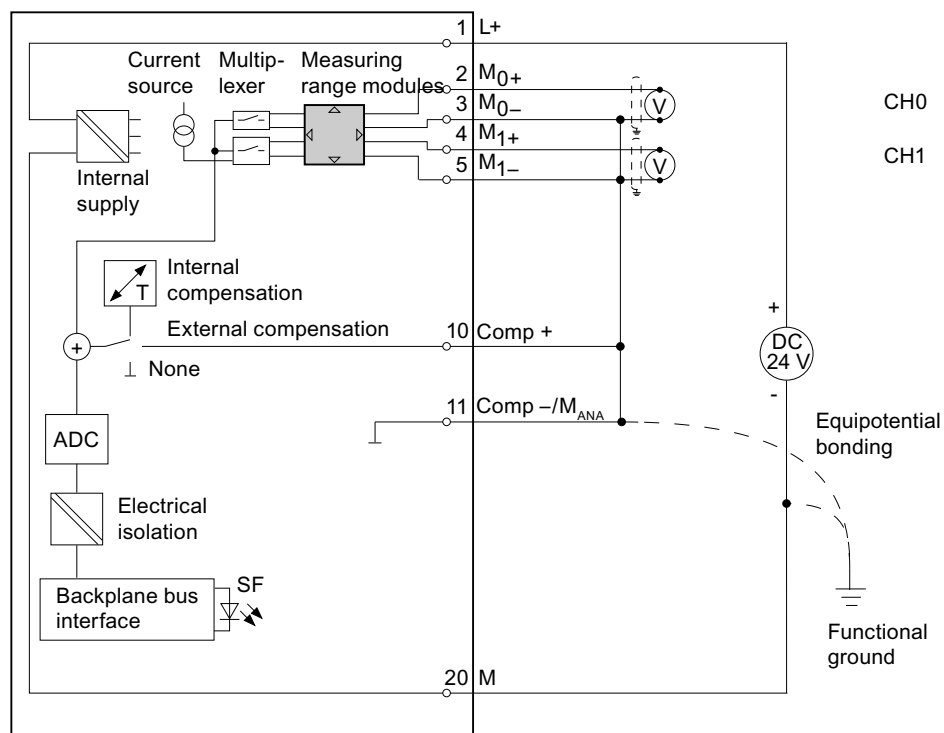 1 L+
Current
source
Multip-
lexer
Measuring
range modules
2 M0+
3 M0–
4 M1+
5 M1–
V
V
CH0
CH1
Internal
supply
T
Internal
compensation
+
External compensation
10 Comp +
None
11 Comp –/MANA
+
DC
24 V
-
Equipotential
bonding
ADC
Electrical
isolation
SF
Backplane bus
interface
Functional
ground
20 M